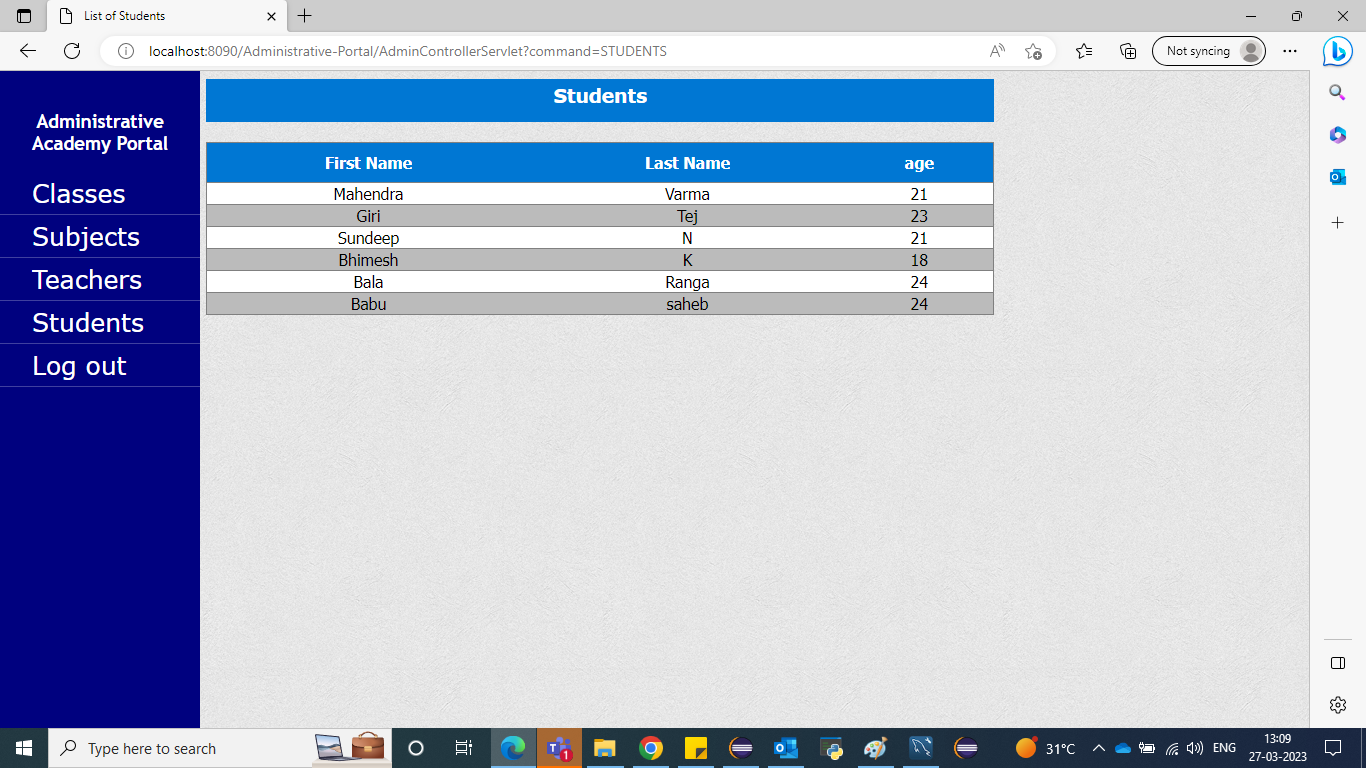 List of Students
localhost:8090/Administrative-Portal/AdminControllerServlet?command=STUDENTS
Not syncing
Administrative
Academy Portal
Classes
Subjects
Teachers
Students
Log out
Students
First Name Last Name age
Mahendra Varma 21
Giri Tej 23
Sundeep N 21
Bhimesh K 18
Bala Ranga 24
Babu saheb 24
Type here to search
1
31°C
ENG
13:09
27-03-2023